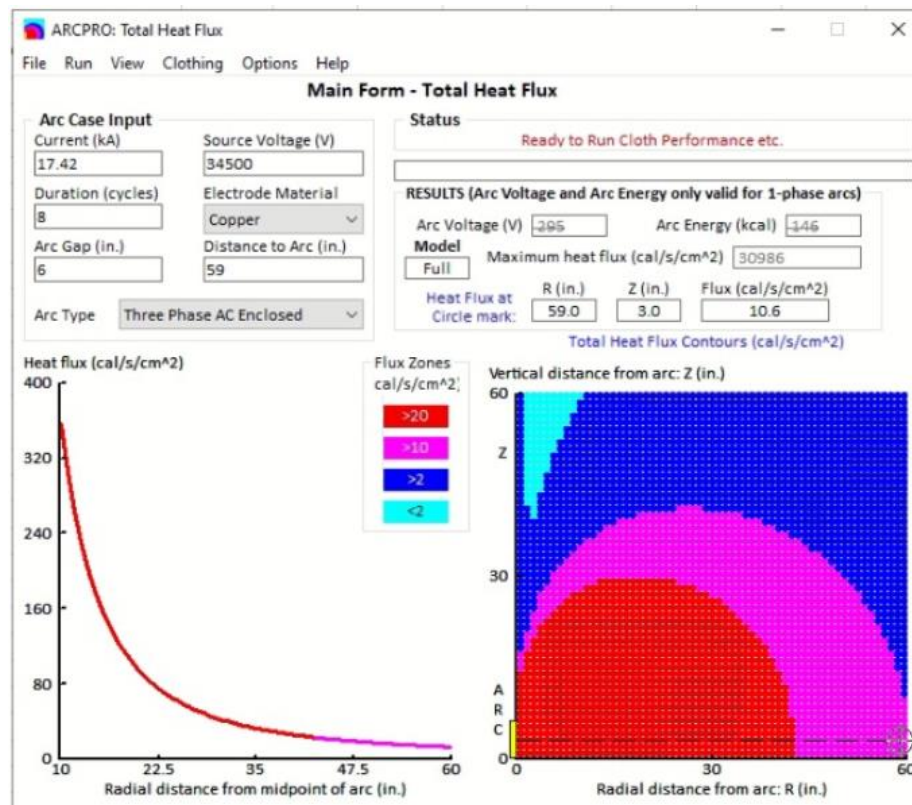 ARCPRO: Total Heat Flux
File Run View Clothing Options Help
Main Form - Total Heat Flux
Arc Case Input
Current (kA) Source Voltage (V)
17.42 34500
Duration (cycles) Electrode Material
8 Copper
Arc Gap (in.) Distance to Arc (in.)
6 59
Arc Type Three Phase AC Enclosed
Status
Ready to Run Cloth Performance etc.
RESULTS (Arc Voltage and Arc Energy only valid for 1-phase arcs)
Arc Voltage (V) 295 Arc Energy (kcal) 146
Model
Full
Maximum heat flux (cal/s/cm^2) 30986
Heat Flux at
Circle mark:
R (in.) Z (in.) Flux (cal/s/cm^2)
59.0 3.0 10.6
Total Heat Flux Contours (cal/s/cm^2)
Heat flux (cal/s/cm^2)
400
320
240
160
80
0
10 22.5 35 47.5 60
Radial distance from midpoint of arc (in.)
Flux Zones
cal/s/cm^2)
>20
>10
>2
<2
Vertical distance from arc: Z (in.)
60
Z
30
A
R
C
0
0 30 60
Radial distance from arc: R (in.)